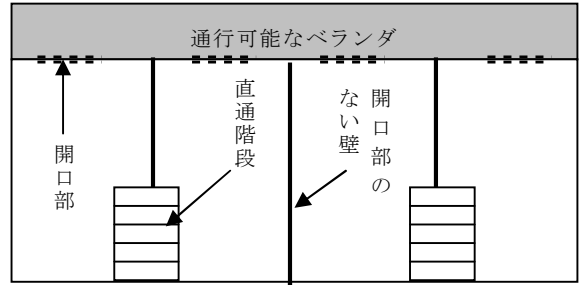 通行可能なベランダ
開口部
直通階段
開口部の
ない壁